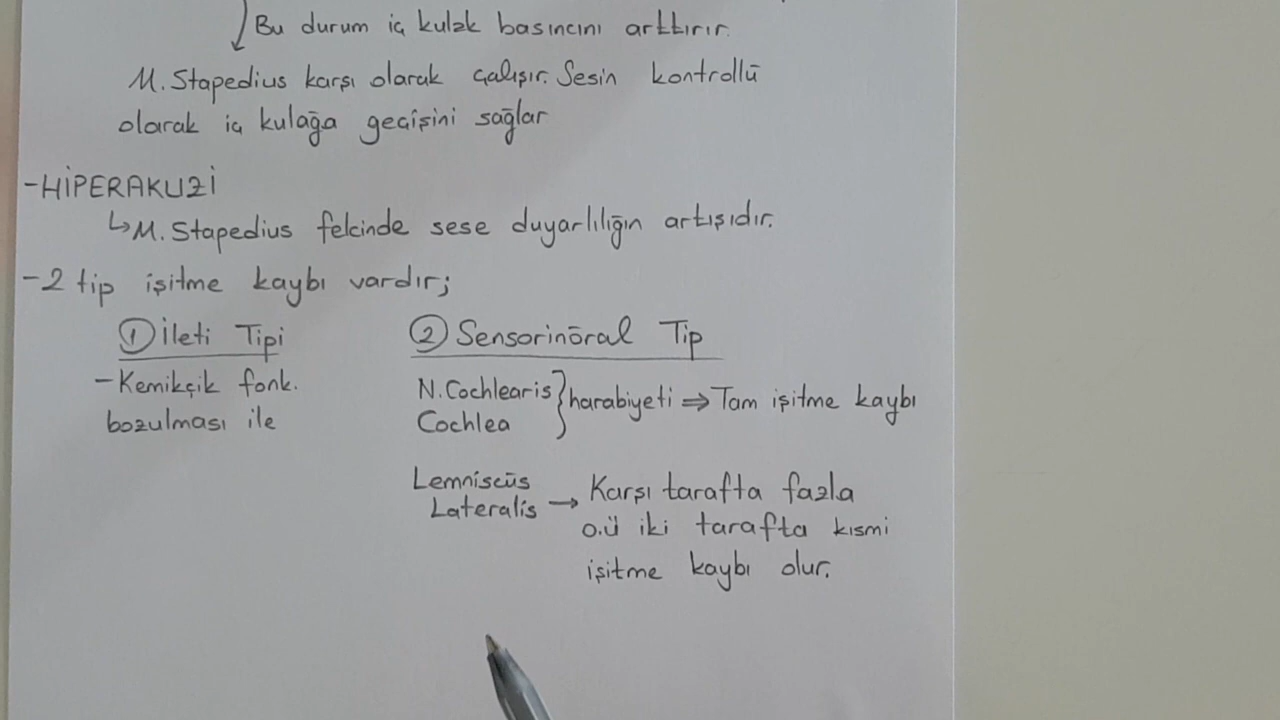 Bu durum iç kulak basıncını arttırır.
M. Stapedius karşı olarak çalışır. Sesin kontrollü
olarak iç kulağa geçişini sağlar
-HİPERAKUZİ
↳M. Stapedius felcinde sese duyarlılığın artışıdır.
-2 tip işitme kaybı vardır;
① İleti Tipi
-Kemikçik fonk.
bozulması ile
② Sensorinöral Tip
N. Cochlearis
Cochlea
} harabiyeti ⇒ Tam işitme kaybı
Lemniscüs
Lateralis
→ Karşı tarafta fazla
o.ü iki tarafta kısmi
işitme kaybı olur.